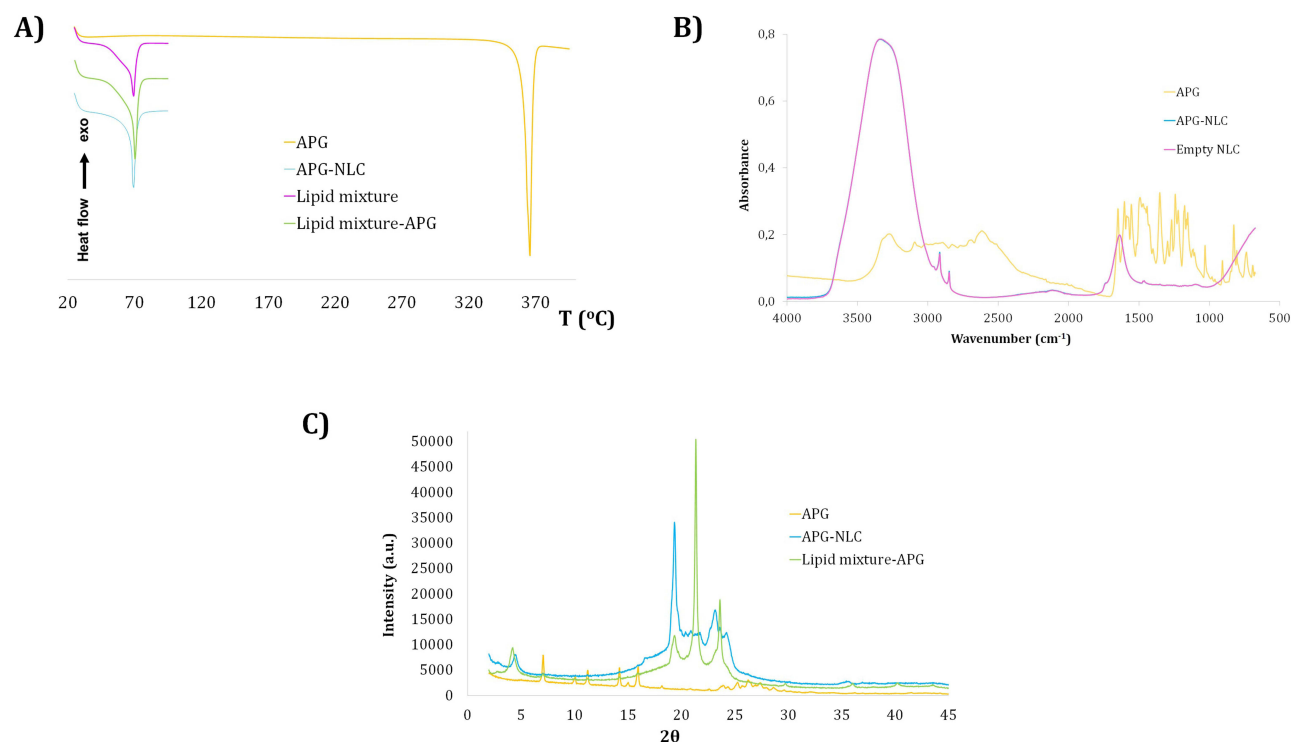 A)
APG
APG-NLC
Lipid mixture
Lipid mixture-APG
Heat flow exo
20 70 120 170 220 270 320 370
T (ºC)
B)
Absorbance
0,8
0,6
0,4
0,2
0,0
APG
APG-NLC
Empty NLC
4000 3500 3000 2500 2000 1500 1000 500
Wavenumber (cm⁻¹)
C)
Intensity (a.u.)
50000
45000
40000
35000
30000
25000
20000
15000
10000
5000
0
APG
APG-NLC
Lipid mixture-APG
0 5 10 15 20 25 30 35 40 45
2θ